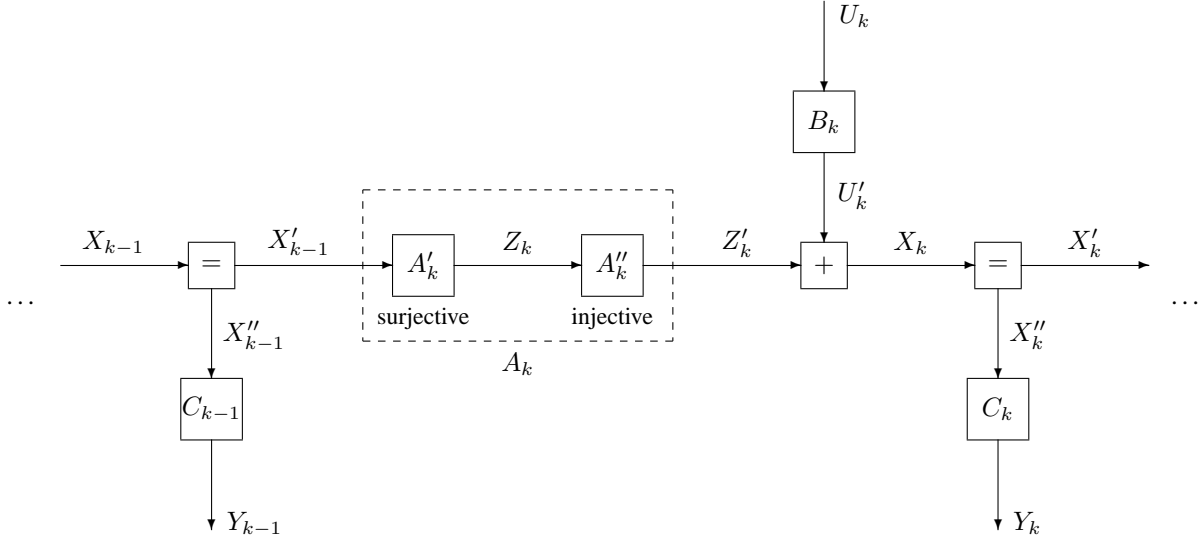 U_k
B_k
U'_k
X_{k−1} = X'_{k−1} A'_k Z_k A''_k Z'_k + X_k = X'_k
surjective injective
... ...
X''_{k−1} A_k X''_k
C_{k−1} C_k
Y_{k−1} Y_k